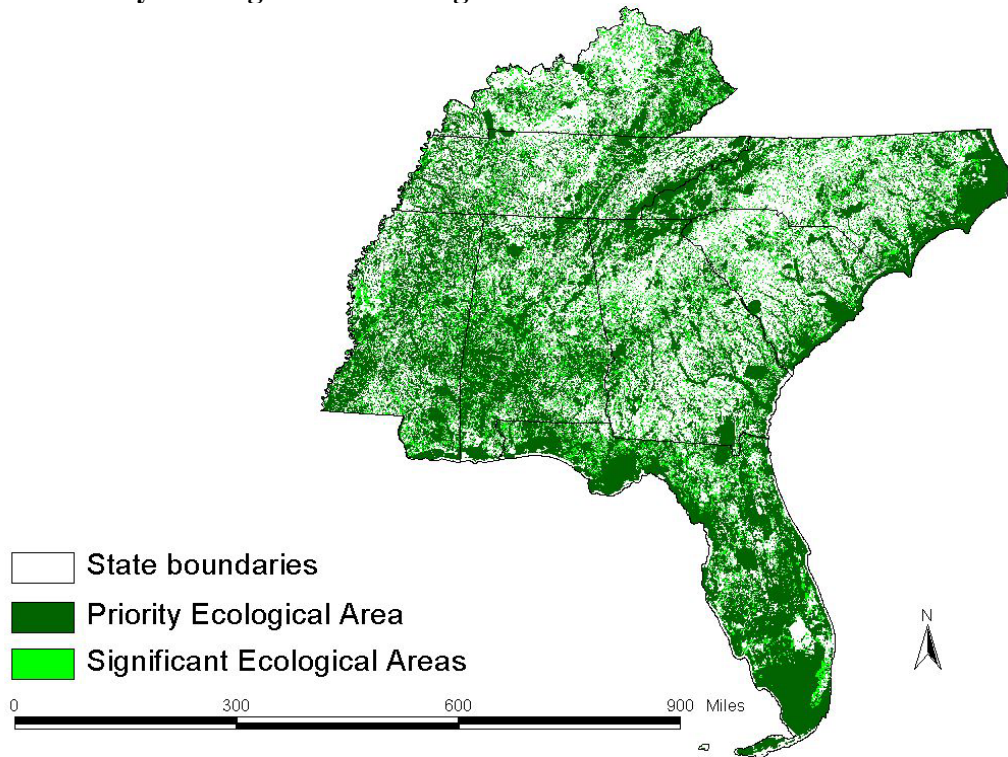 N
State boundaries
Priority Ecological Area
Significant Ecological Areas
0 300 600 900 Miles